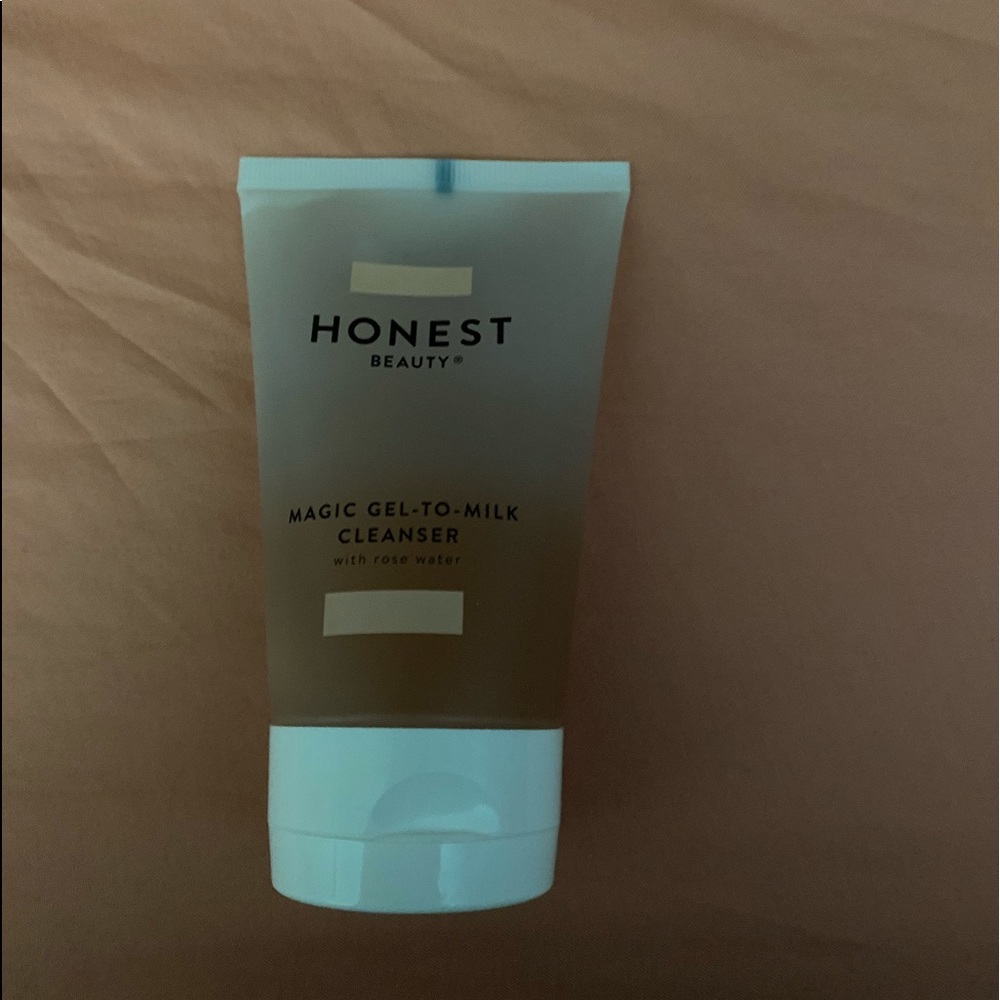 HONEST
BEAUTY®
MAGIC GEL-TO-MILK
CLEANSER
with rose water